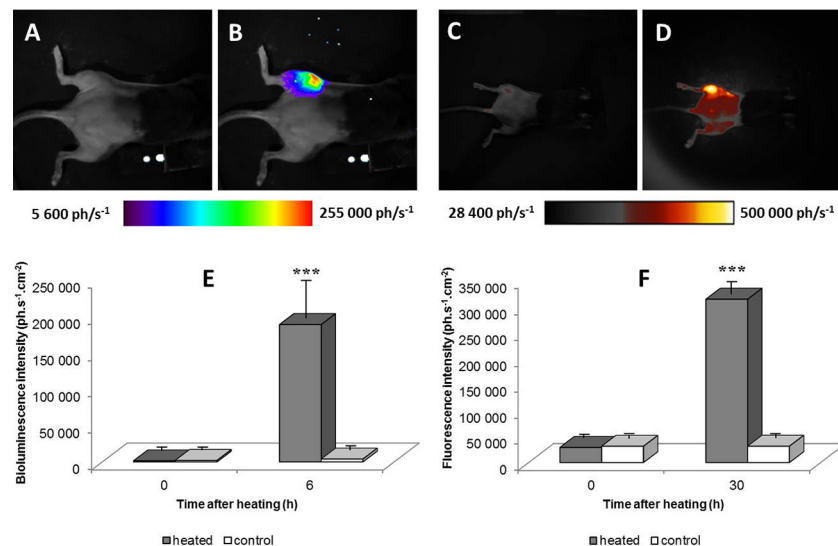 A B C D
5 600 ph/s-1 255 000 ph/s-1 28 400 ph/s-1 500 000 ph/s-1
E
Bioluminescence intensity (ph.s-1.cm-2)
250 000
200 000
150 000
100 000
50 000
0
***
0 6
Time after heating (h)
heated control
F
Fluorescence intensity (ph.s-1.cm-2)
350 000
300 000
250 000
200 000
150 000
100 000
50 000
0
***
0 30
Time after heating (h)
heated control